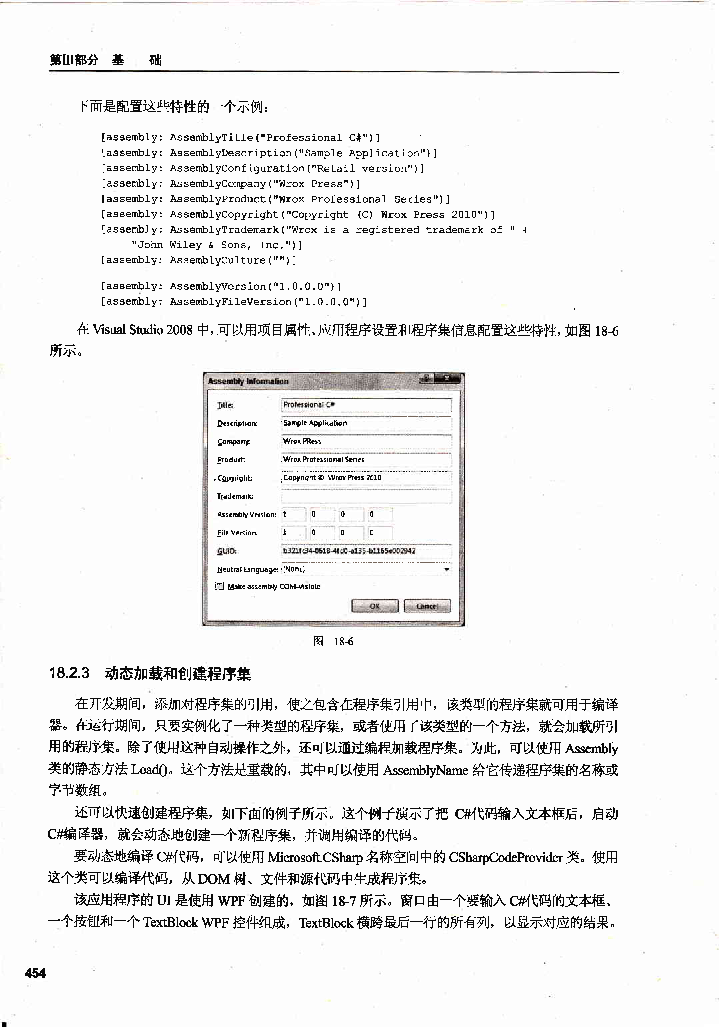 第Ⅲ部分 基 础
下面是配置这些特性的一个示例：
[assembly: AssemblyTitle("Professional C#")]
[assembly: AssemblyDescription("Sample Application")]
[assembly: AssemblyConfiguration("Retail version")]
[assembly: AssemblyCompany("Wrox Press")]
[assembly: AssemblyProduct("Wrox Professional Series")]
[assembly: AssemblyCopyright("Copyright (C) Wrox Press 2010")]
[assembly: AssemblyTrademark("Wrox is a registered trademark of " +
"John Wiley & Sons, Inc.")]
[assembly: AssemblyCulture("")]
[assembly: AssemblyVersion("1.0.0.0")]
[assembly: AssemblyFileVersion("1.0.0.0")]
在 Visual Studio 2008 中，可以用项目属性、应用程序设置和程序集信息配置这些特性，如图 18-6
所示。
Assembly Information
Title: Professional C#
Description: Sample Application
Company: Wrox PRess
Product: Wrox Professional Series
Copyright: Copyright © Wrox Press 2010
Trademark:
Assembly Version: 1 0 0 0
File Version: 1 0 0 0
GUID:
Neutral Language: (None)
Make assembly COM-Visible
OK Cancel
图 18-6
18.2.3 动态加载和创建程序集
在开发期间，添加对程序集的引用，使之包含在程序集引用中，该类型的程序集就可用于编译
器。在运行期间，只要实例化了一种类型的程序集，或者使用了该类型的一个方法，就会加载所引
用的程序集。除了使用这种自动操作之外，还可以通过编程加载程序集。为此，可以使用 Assembly
类的静态方法 Load()。这个方法是重载的，其中可以使用 AssemblyName 给它传递程序集的名称或
字节数组。
还可以快速创建程序集，如下面的例子所示。这个例子演示了把 C#代码输入文本框后，启动
C#编译器，就会动态地创建一个新程序集，并调用编译的代码。
要动态地编译 C#代码，可以使用 Microsoft.CSharp 名称空间中的 CSharpCodeProvider 类。使用
这个类可以编译代码，从 DOM 树、文件和源代码中生成程序集。
该应用程序的 UI 是使用 WPF 创建的，如图 18-7 所示。窗口由一个要输入 C#代码的文本框、
一个按钮和一个 TextBlock WPF 控件组成，TextBlock 横跨最后一行的所有列，以显示对应的结果。
454